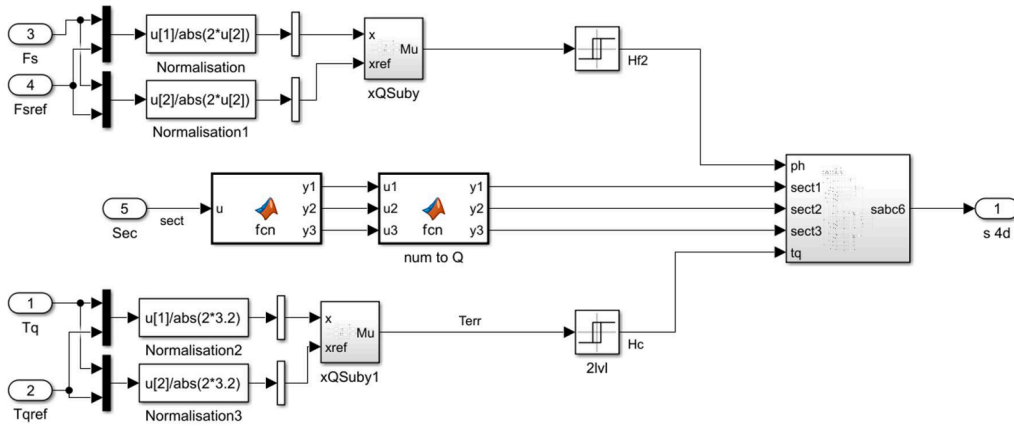 3
Fs
4
Fsref
u[1]/abs(2*u[2])
Normalisation
u[2]/abs(2*u[2])
Normalisation1
x
xref
Mu
xQSuby
Hf2
5
Sec
sect
u
fcn
y1
y2
y3
u1
u2
u3
fcn
y1
y2
y3
num to Q
ph
sect1
sect2
sect3
tq
sabc6
1
s 4d
1
Tq
2
Tqref
u[1]/abs(2*3.2)
Normalisation2
u[2]/abs(2*3.2)
Normalisation3
x
xref
Mu
xQSuby1
Terr
Hc
2lvl